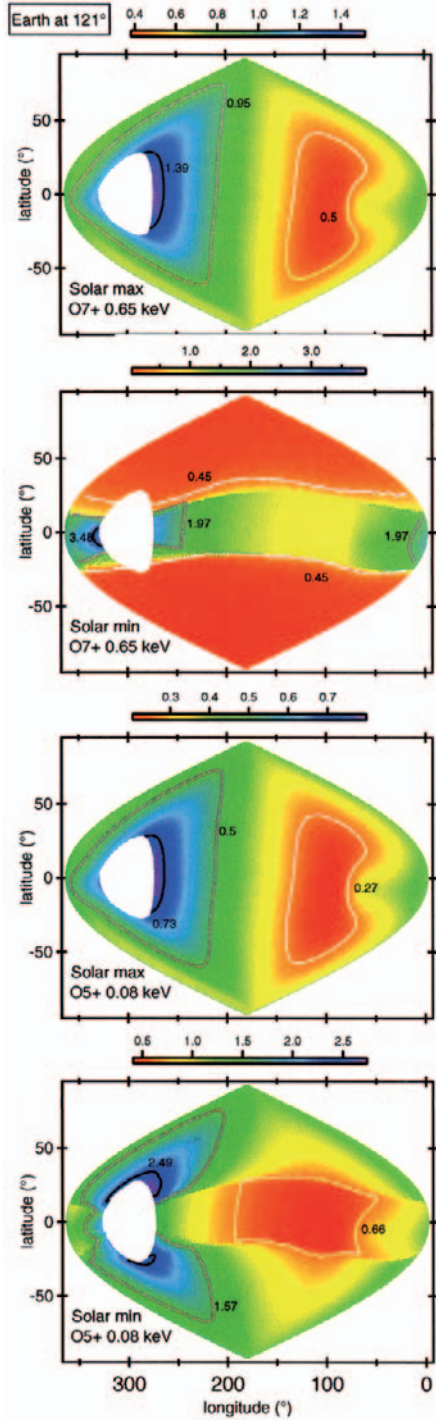 Earth at 121°
0.4 0.6 0.8 1.0 1.2 1.4
latitude (°)
50
0
-50
0.95
1.39
0.5
Solar max
O7+ 0.65 keV
1.0 2.0 3.0
latitude (°)
50
0
-50
0.45
3.48
1.97
1.97
0.45
Solar min
O7+ 0.65 keV
0.3 0.4 0.5 0.6 0.7
latitude (°)
50
0
-50
0.5
0.27
0.73
Solar max
O5+ 0.08 keV
0.5 1.0 1.5 2.0 2.5
latitude (°)
50
0
-50
2.49
0.66
1.57
Solar min
O5+ 0.08 keV
300 200 100 0
longitude (°)